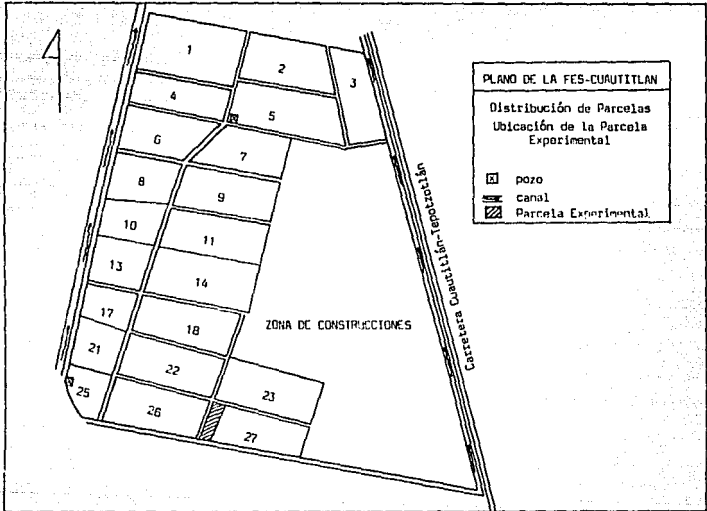 1
2
3
4
5
6
7
8
9
10
11
13
14
17
18
21
22
23
25
26
27
ZONA DE CONSTRUCCIONES
Carretera Cuautitlán-Tepotzotlán
PLANO DE LA FES-CUAUTITLAN
Distribución de Parcelas
Ubicación de la Parcela
Experimental
pozo
canal
Parcela Experimental